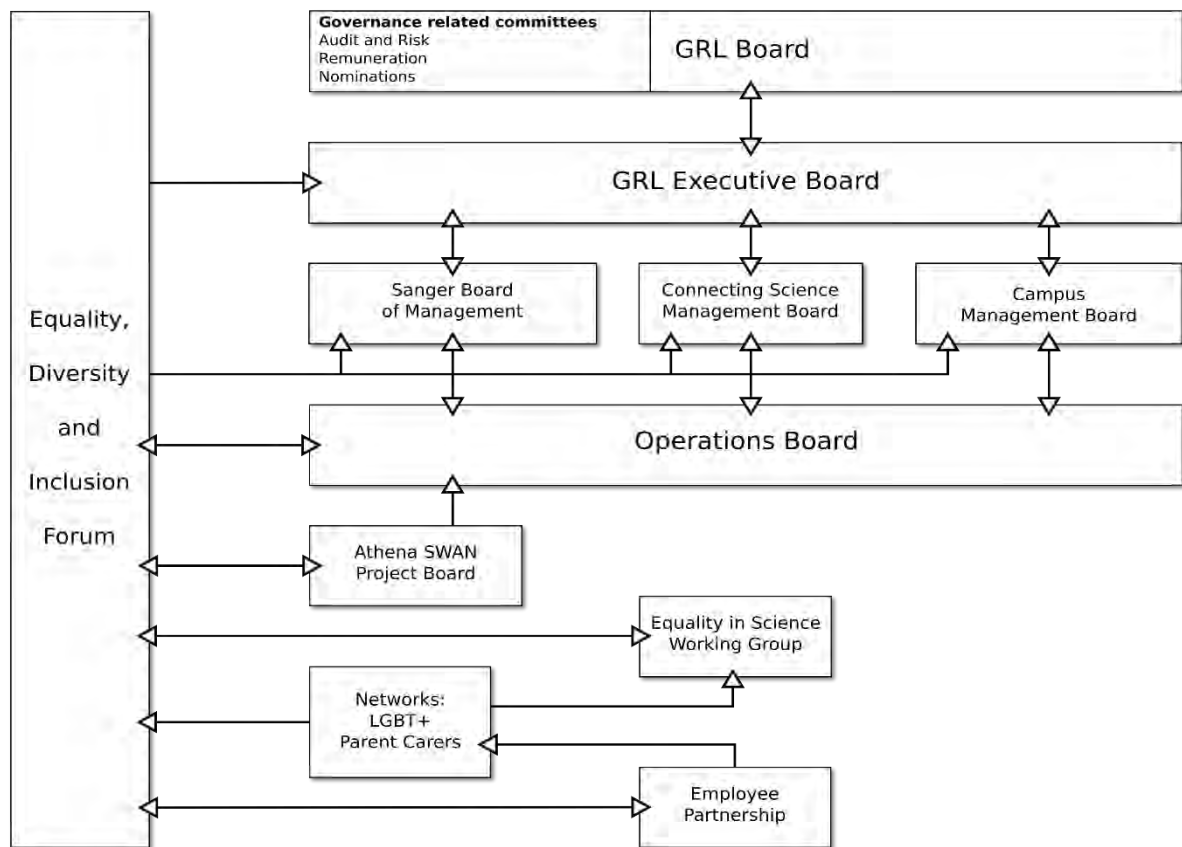 Governance related committees
Audit and Risk
Remuneration
Nominations
GRL Board
GRL Executive Board
Sanger Board
of Management
Connecting Science
Management Board
Campus
Management Board
Equality,
Diversity
and
Inclusion
Forum
Operations Board
Athena SWAN
Project Board
Equality in Science
Working Group
Networks:
LGBT+
Parent Carers
Employee
Partnership